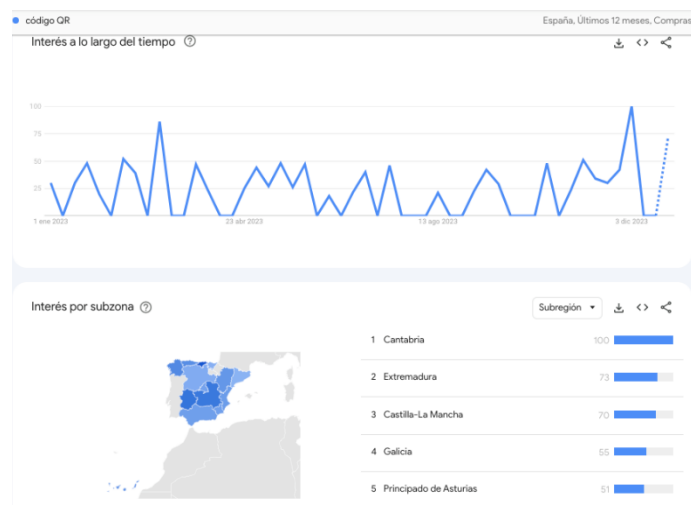 código QR
España, Últimos 12 meses, Compras
Interés a lo largo del tiempo
100
75
50
25
1 ene 2023
23 abr 2023
13 ago 2023
3 dic 2023
Interés por subzona
Subregión
1 Cantabria 100
2 Extremadura 73
3 Castilla-La Mancha 70
4 Galicia 55
5 Principado de Asturias 51